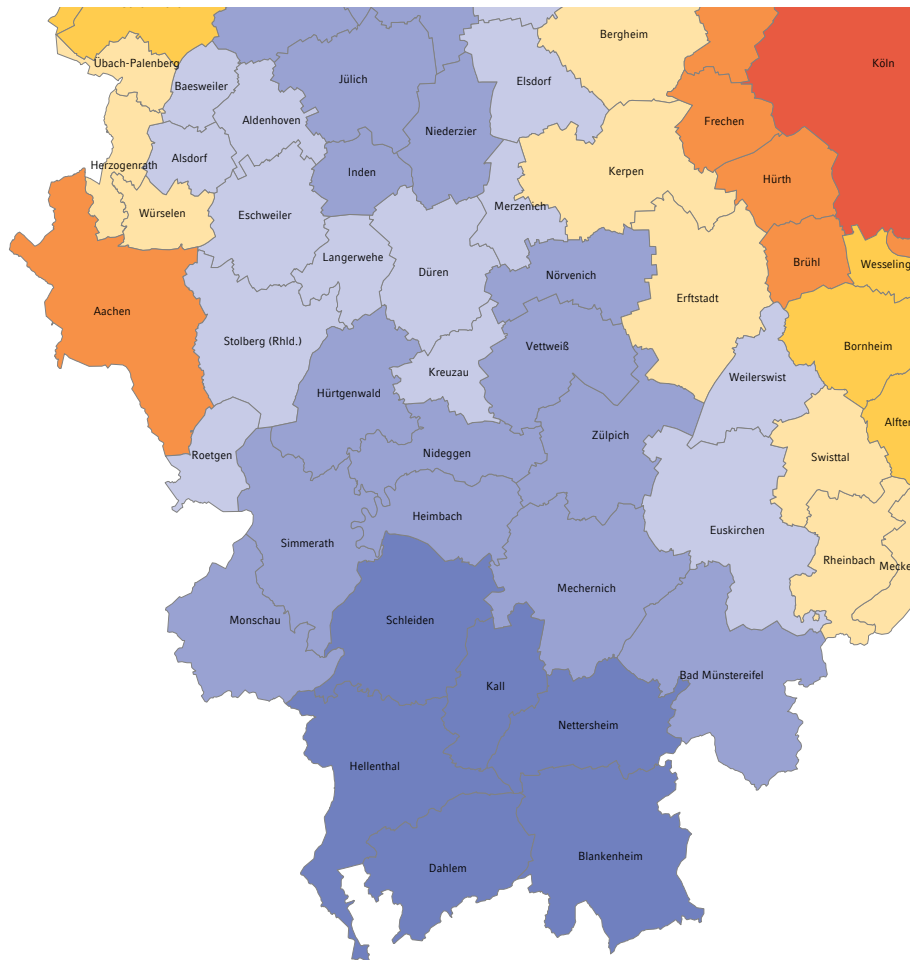 Bergheim
Köln
Übach-Palenberg
Jülich
Elsdorf
Baesweiler
Aldenhoven
Frechen
Niederzier
Alsdorf
Herzogenrath
Inden
Kerpen
Hürth
Merzenich
Würselen
Eschweiler
Langerwehe
Düren
Nörvenich
Brühl
Wesseling
Erftstadt
Aachen
Stolberg (Rhld.)
Vettweiß
Bornheim
Kreuzau
Weilerswist
Hürtgenwald
Alfter
Zülpich
Roetgen
Nideggen
Swisttal
Heimbach
Euskirchen
Simmerath
Rheinbach
Mecke
Mechernich
Monschau
Schleiden
Bad Münstereifel
Kall
Nettersheim
Hellenthal
Blankenheim
Dahlem